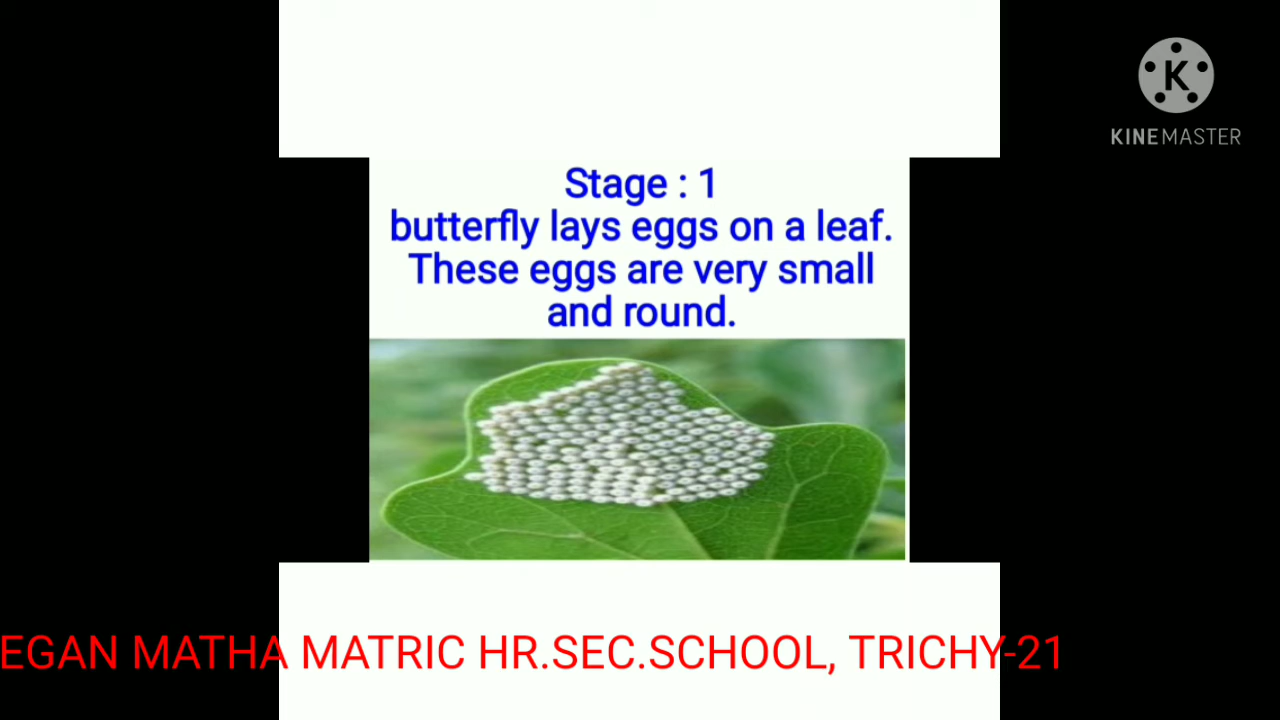 KINEMASTER
Stage : 1
butterfly lays eggs on a leaf.
These eggs are very small
and round.
EGAN MATHA MATRIC HR.SEC.SCHOOL, TRICHY-21